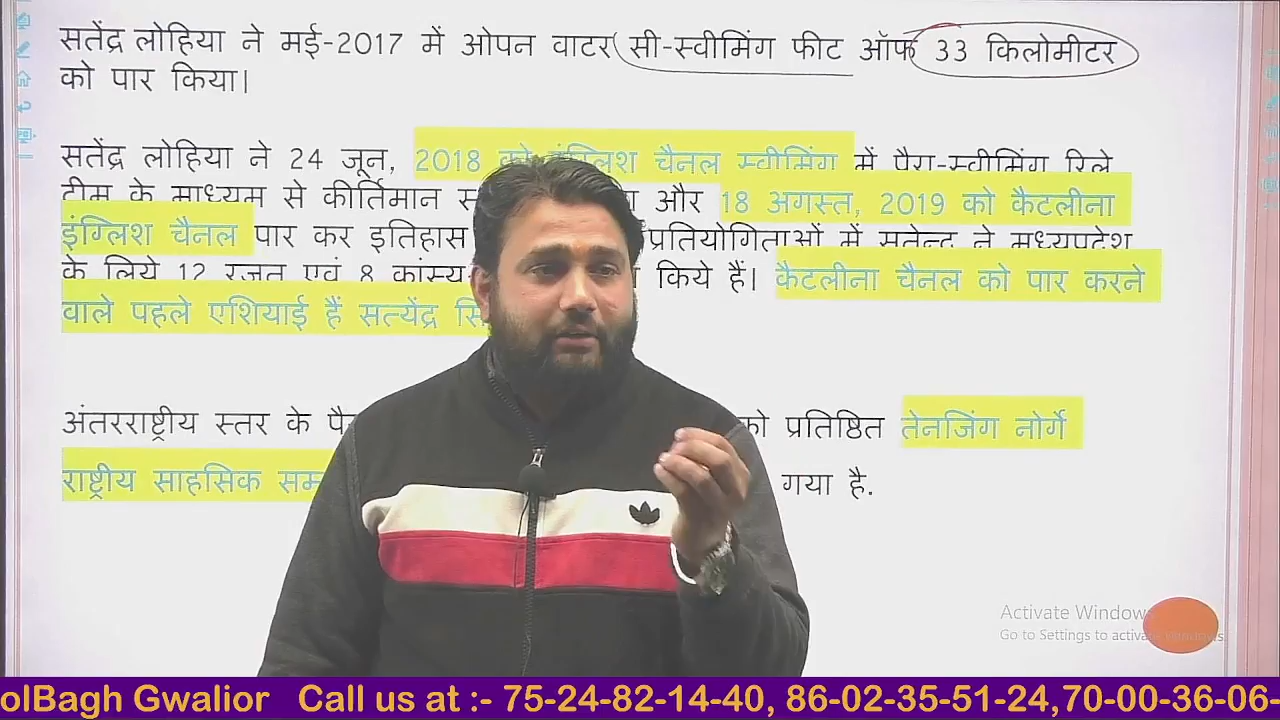 सतेंद्र लोहिया ने मई-2017 में ओपन वाटर सी-स्वीमिंग फीट ऑफ 33 किलोमीटर
को पार किया।
सतेंद्र लोहिया ने 24 जून, 2018 को इंग्लिश चैनल स्वीमिंग में पैरा-स्वीमिंग रिले
टीम के माध्यम से कीर्तिमान और 18 अगस्त, 2019 को कैटलीना
इंग्लिश चैनल पार कर इतिहास प्रतियोगिताओं में सतेन्द्र ने मध्यप्रदेश
के लिये 12 रजत एवं 8 कांस्य किये हैं। कैटलीना चैनल को पार करने
वाले पहले एशियाई हैं सत्येंद्र
अंतरराष्ट्रीय स्तर के को प्रतिष्ठित तेनजिंग नोर्गे
राष्ट्रीय साहसिक गया है.
Activate Windows
Go to Settings to activate Windows.
olBagh Gwalior Call us at :- 75-24-82-14-40, 86-02-35-51-24,70-00-36-06-